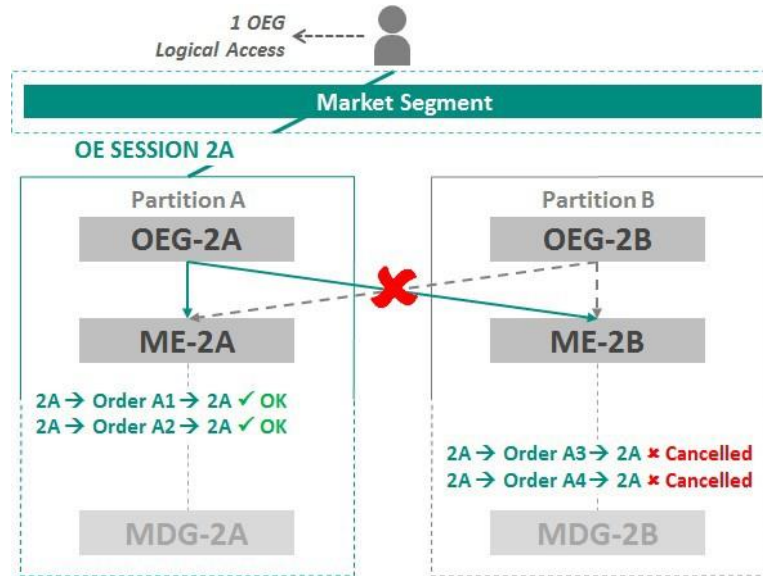 1 OEG
Logical Access
Market Segment
OE SESSION 2A
Partition A
OEG-2A
ME-2A
2A → Order A1 → 2A ✓ OK
2A → Order A2 → 2A ✓ OK
MDG-2A
Partition B
OEG-2B
ME-2B
2A → Order A3 → 2A ✘ Cancelled
2A → Order A4 → 2A ✘ Cancelled
MDG-2B